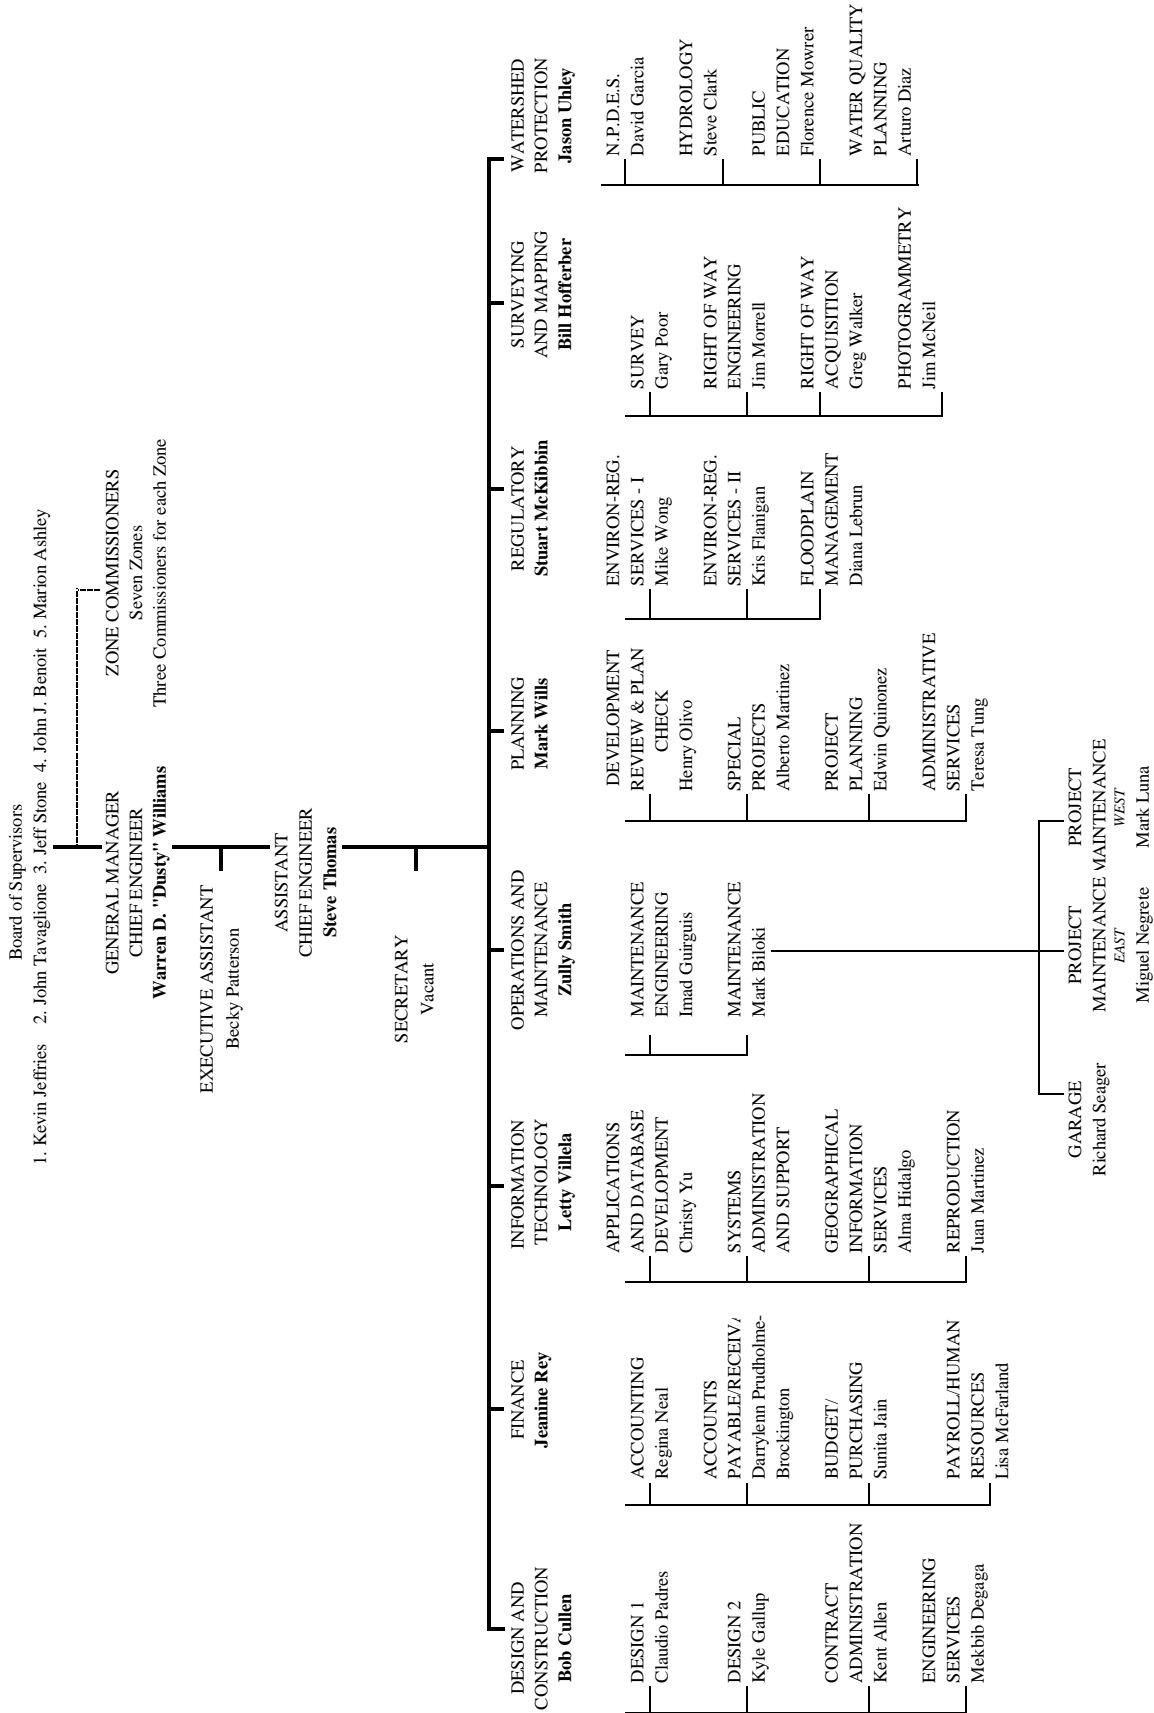 Board of Supervisors
1. Kevin Jeffries 2. John Tavaglione 3. Jeff Stone 4. John J. Benoit 5. Marion Ashley
GENERAL MANAGER
CHIEF ENGINEER
Warren D. "Dusty" Williams
ZONE COMMISSIONERS
Seven Zones
Three Commissioners for each Zone
EXECUTIVE ASSISTANT
Becky Patterson
ASSISTANT
CHIEF ENGINEER
Steve Thomas
SECRETARY
Vacant
DESIGN AND
CONSTRUCTION
Bob Cullen
DESIGN 1
Claudio Padres
DESIGN 2
Kyle Gallup
CONTRACT
ADMINISTRATION
Kent Allen
ENGINEERING
SERVICES
Mekbib Degaga
FINANCE
Jeanine Rey
ACCOUNTING
Regina Neal
ACCOUNTS
PAYABLE/RECEIV
Darrylenn Prudholme-
Brockington
BUDGET/
PURCHASING
Sunita Jain
PAYROLL/HUMAN
RESOURCES
Lisa McFarland
INFORMATION
TECHNOLOGY
Letty Villela
APPLICATIONS
AND DATABASE
DEVELOPMENT
Christy Yu
SYSTEMS
ADMINISTRATION
AND SUPPORT
GEOGRAPHICAL
INFORMATION
SERVICES
Alma Hidalgo
REPRODUCTION
Juan Martinez
OPERATIONS AND
MAINTENANCE
Zully Smith
MAINTENANCE
ENGINEERING
Imad Guirguis
MAINTENANCE
Mark Biloki
GARAGE
Richard Seager
PROJECT
MAINTENANCE
EAST
Miguel Negrete
PROJECT
MAINTENANCE
WEST
Mark Luna
PLANNING
Mark Wills
DEVELOPMENT
REVIEW & PLAN
CHECK
Henry Olivo
SPECIAL
PROJECTS
Alberto Martinez
PROJECT
PLANNING
Edwin Quinonez
ADMINISTRATIVE
SERVICES
Teresa Tung
REGULATORY
Stuart McKibbin
ENVIRON-REG.
SERVICES - I
Mike Wong
ENVIRON-REG.
SERVICES - II
Kris Flanigan
FLOODPLAIN
MANAGEMENT
Diana Lebrun
SURVEYING
AND MAPPING
Bill Hofferber
SURVEY
Gary Poor
RIGHT OF WAY
ENGINEERING
Jim Morrell
RIGHT OF WAY
ACQUISITION
Greg Walker
PHOTOGRAMMETRY
Jim McNeil
WATERSHED
PROTECTION
Jason Uhley
N.P.D.E.S.
David Garcia
HYDROLOGY
Steve Clark
PUBLIC
EDUCATION
Florence Mowrer
WATER QUALITY
PLANNING
Arturo Diaz